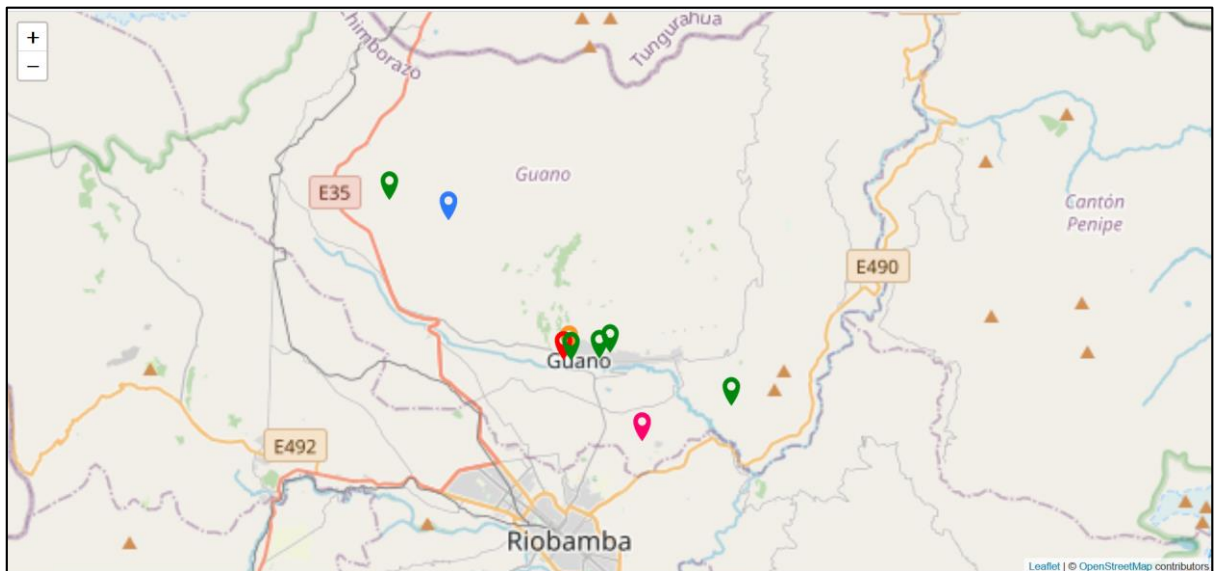 +
−
Chimborazo
Tungurahua
E35
Guano
Cantón
Penipe
E490
Guano
E492
Riobamba
Leaflet | © OpenStreetMap contributors